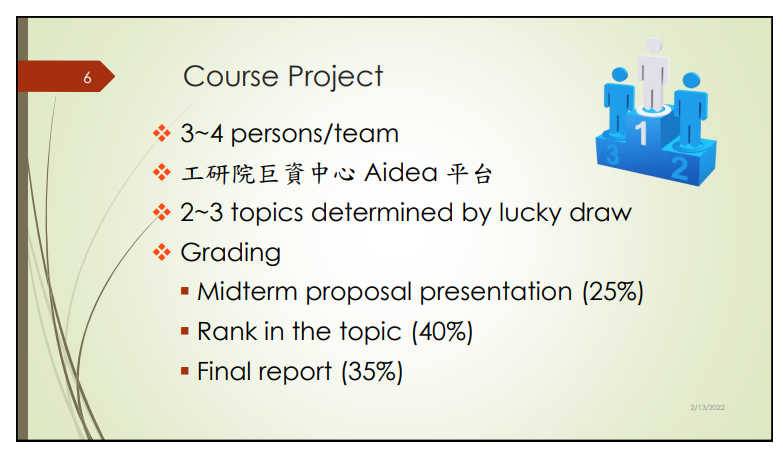 6
Course Project
3~4 persons/team
工研院巨資中心 Aidea 平台
2~3 topics determined by lucky draw
Grading
Midterm proposal presentation (25%)
Rank in the topic (40%)
Final report (35%)
1
3
2
2/13/2022